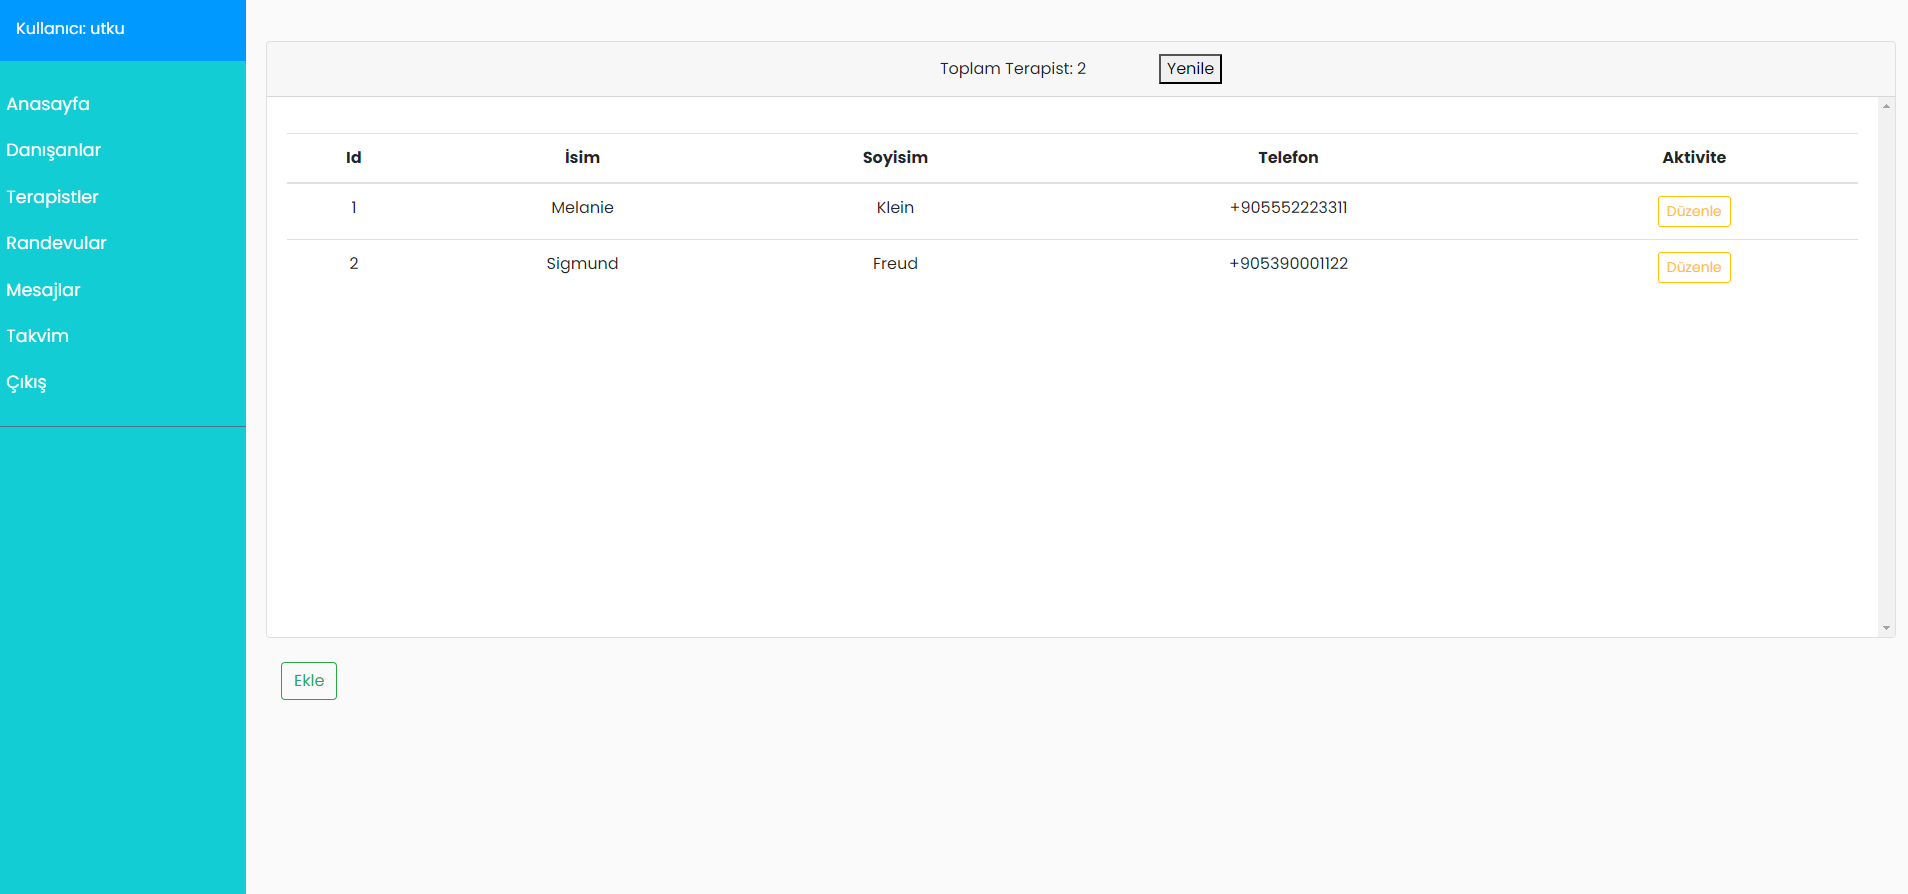 Kullanıcı: utku
Anasayfa
Danışanlar
Terapistler
Randevular
Mesajlar
Takvim
Çıkış
Toplam Terapist: 2 Yenile
Id İsim Soyisim Telefon Aktivite
1 Melanie Klein +905552223311 Düzenle
2 Sigmund Freud +905390001122 Düzenle
Ekle